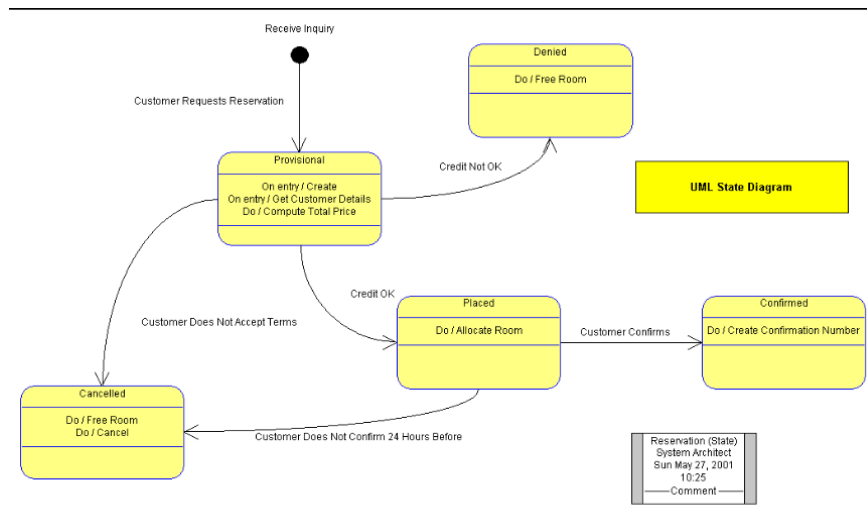 Receive Inquiry
Customer Requests Reservation
Denied
Do / Free Room
Credit Not OK
Provisional
On entry / Create
On entry / Get Customer Details
Do / Compute Total Price
UML State Diagram
Credit OK
Customer Does Not Accept Terms
Placed
Do / Allocate Room
Customer Confirms
Confirmed
Do / Create Confirmation Number
Cancelled
Do / Free Room
Do / Cancel
Customer Does Not Confirm 24 Hours Before
Reservation (State)
System Architect
Sun May 27, 2001
10:25
Comment